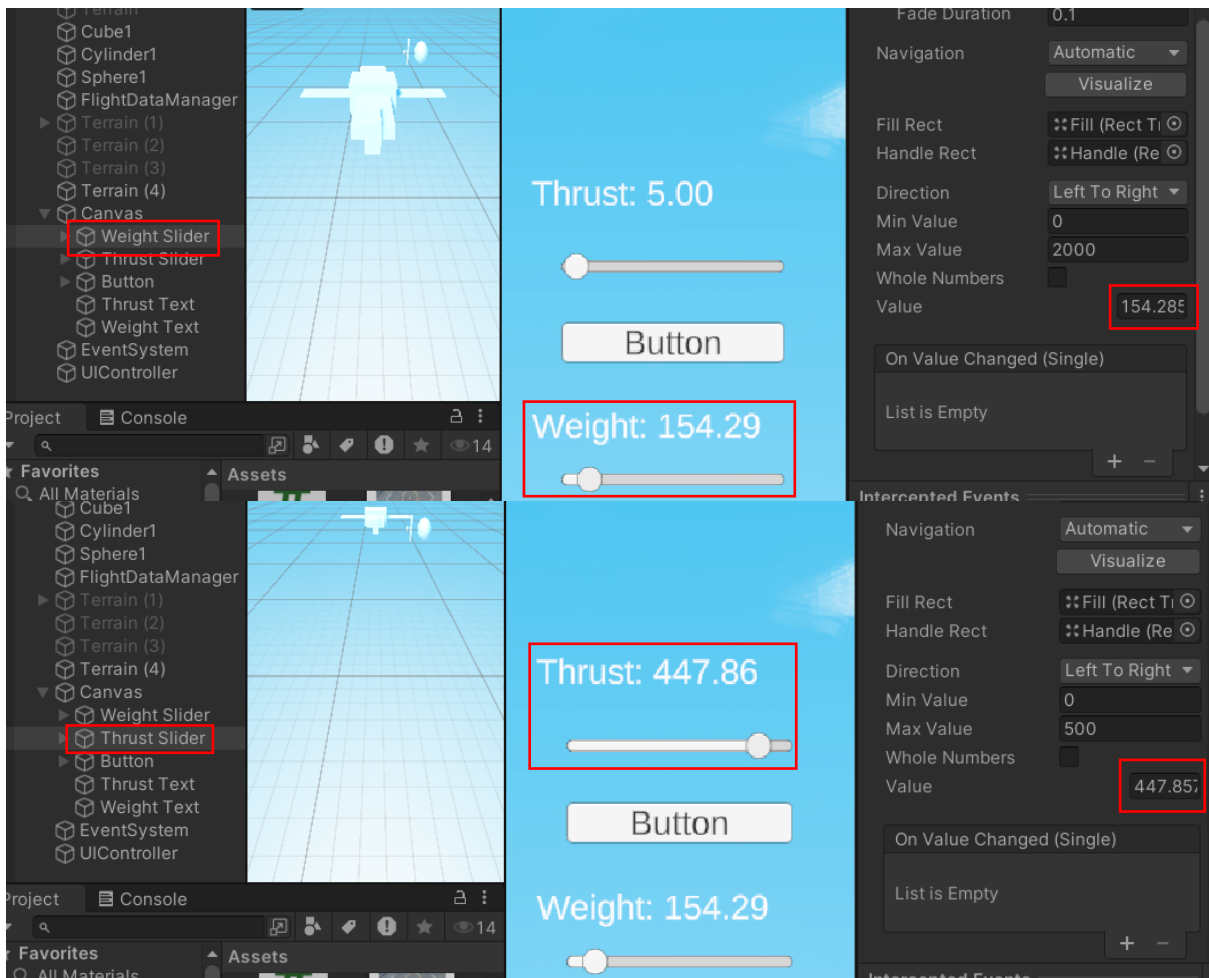 Terrain
Cube1
Cylinder1
Sphere1
FlightDataManager
Terrain (1)
Terrain (2)
Terrain (3)
Terrain (4)
Canvas
Weight Slider
Thrust Slider
Button
Thrust Text
Weight Text
EventSystem
UIController
Project
Console
14
Favorites
All Materials
Assets
Thrust: 5.00
Button
Weight: 154.29
Fade Duration 0.1
Navigation Automatic
Visualize
Fill Rect Fill (Rect Tr
Handle Rect Handle (Re
Direction Left To Right
Min Value 0
Max Value 2000
Whole Numbers
Value 154.285
On Value Changed (Single)
List is Empty
+ −
Intercepted Events
Cube1
Cylinder1
Sphere1
FlightDataManager
Terrain (1)
Terrain (2)
Terrain (3)
Terrain (4)
Canvas
Weight Slider
Thrust Slider
Button
Thrust Text
Weight Text
EventSystem
UIController
Project
Console
14
Favorites
All Materials
Assets
Thrust: 447.86
Button
Weight: 154.29
Navigation Automatic
Visualize
Fill Rect Fill (Rect Tr
Handle Rect Handle (Re
Direction Left To Right
Min Value 0
Max Value 500
Whole Numbers
Value 447.857
On Value Changed (Single)
List is Empty
+ −
Intercepted Events